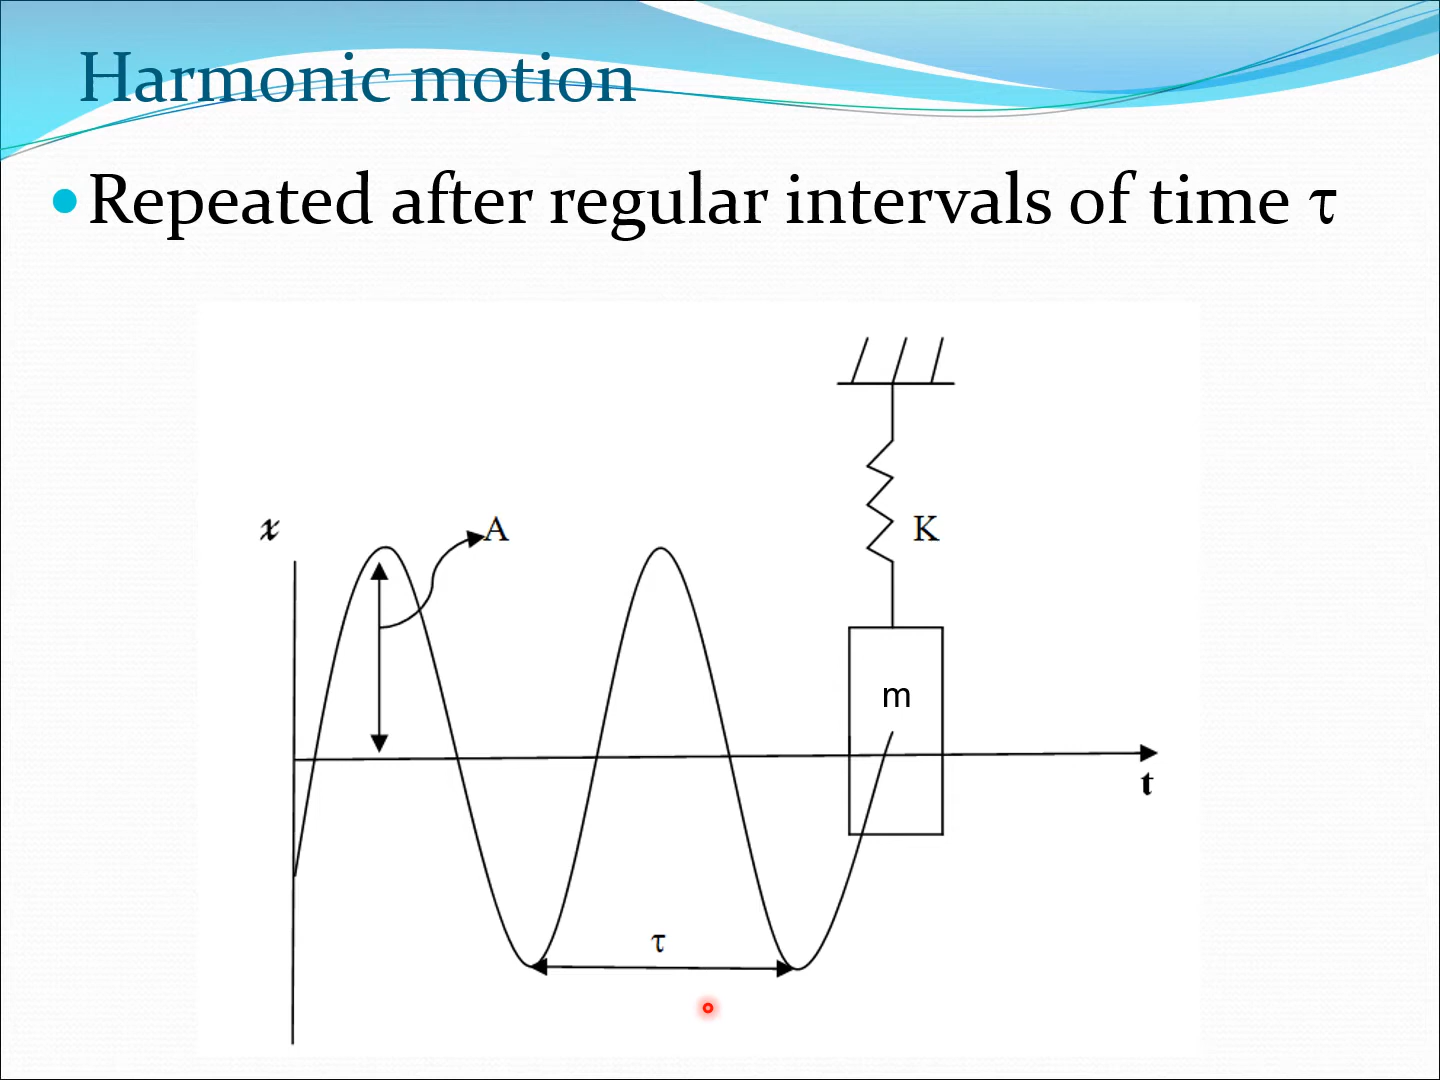 Harmonic motion
Repeated after regular intervals of time τ
x
A
K
m
t
τ